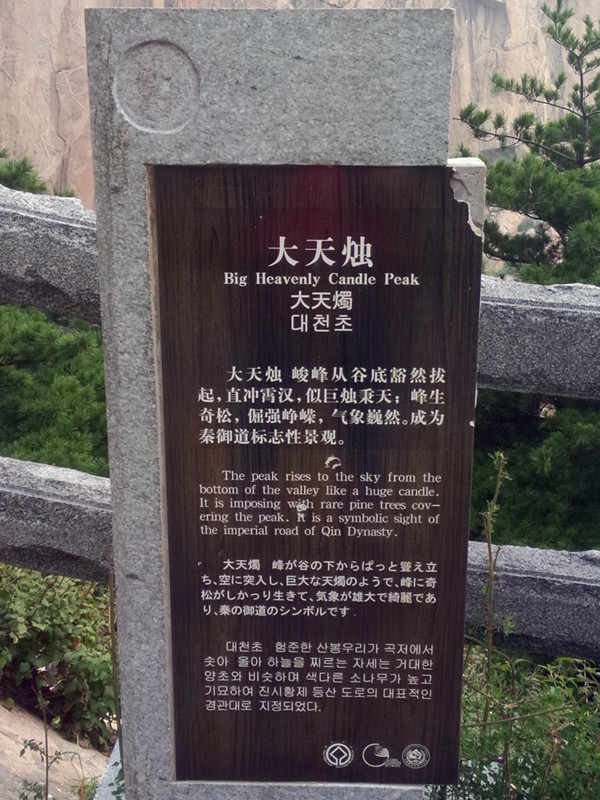 大天烛
Big Heavenly Candle Peak
大天燭
대천초
大天烛 峻峰从谷底豁然拔
起,直冲霄汉,似巨烛秉天;峰生
奇松,倔强峥嵘,气象巍然。成为
秦御道标志性景观。
The peak rises to the sky from the
bottom of the valley like a huge candle.
It is imposing with rare pine trees cov-
ering the peak. It is a symbolic sight of
the imperial road of Qin Dynasty.
大天燭 峰が谷の下からぱっと聳え立
ち、空に突入し、巨大な天燭のようで、峰に奇
松がしかっり生きて、気象が雄大で綺麗であ
り、秦の御道のシンボルです.
대천초 험준한 산봉우리가 곡저에서
솟아 올아 하늘을 찌르는 자세는 거대한
양초와 비슷하며 색다른 소나무가 높고
기묘하여 진시황제 등산 도로의 대표적인
경관대로 지정되었다.